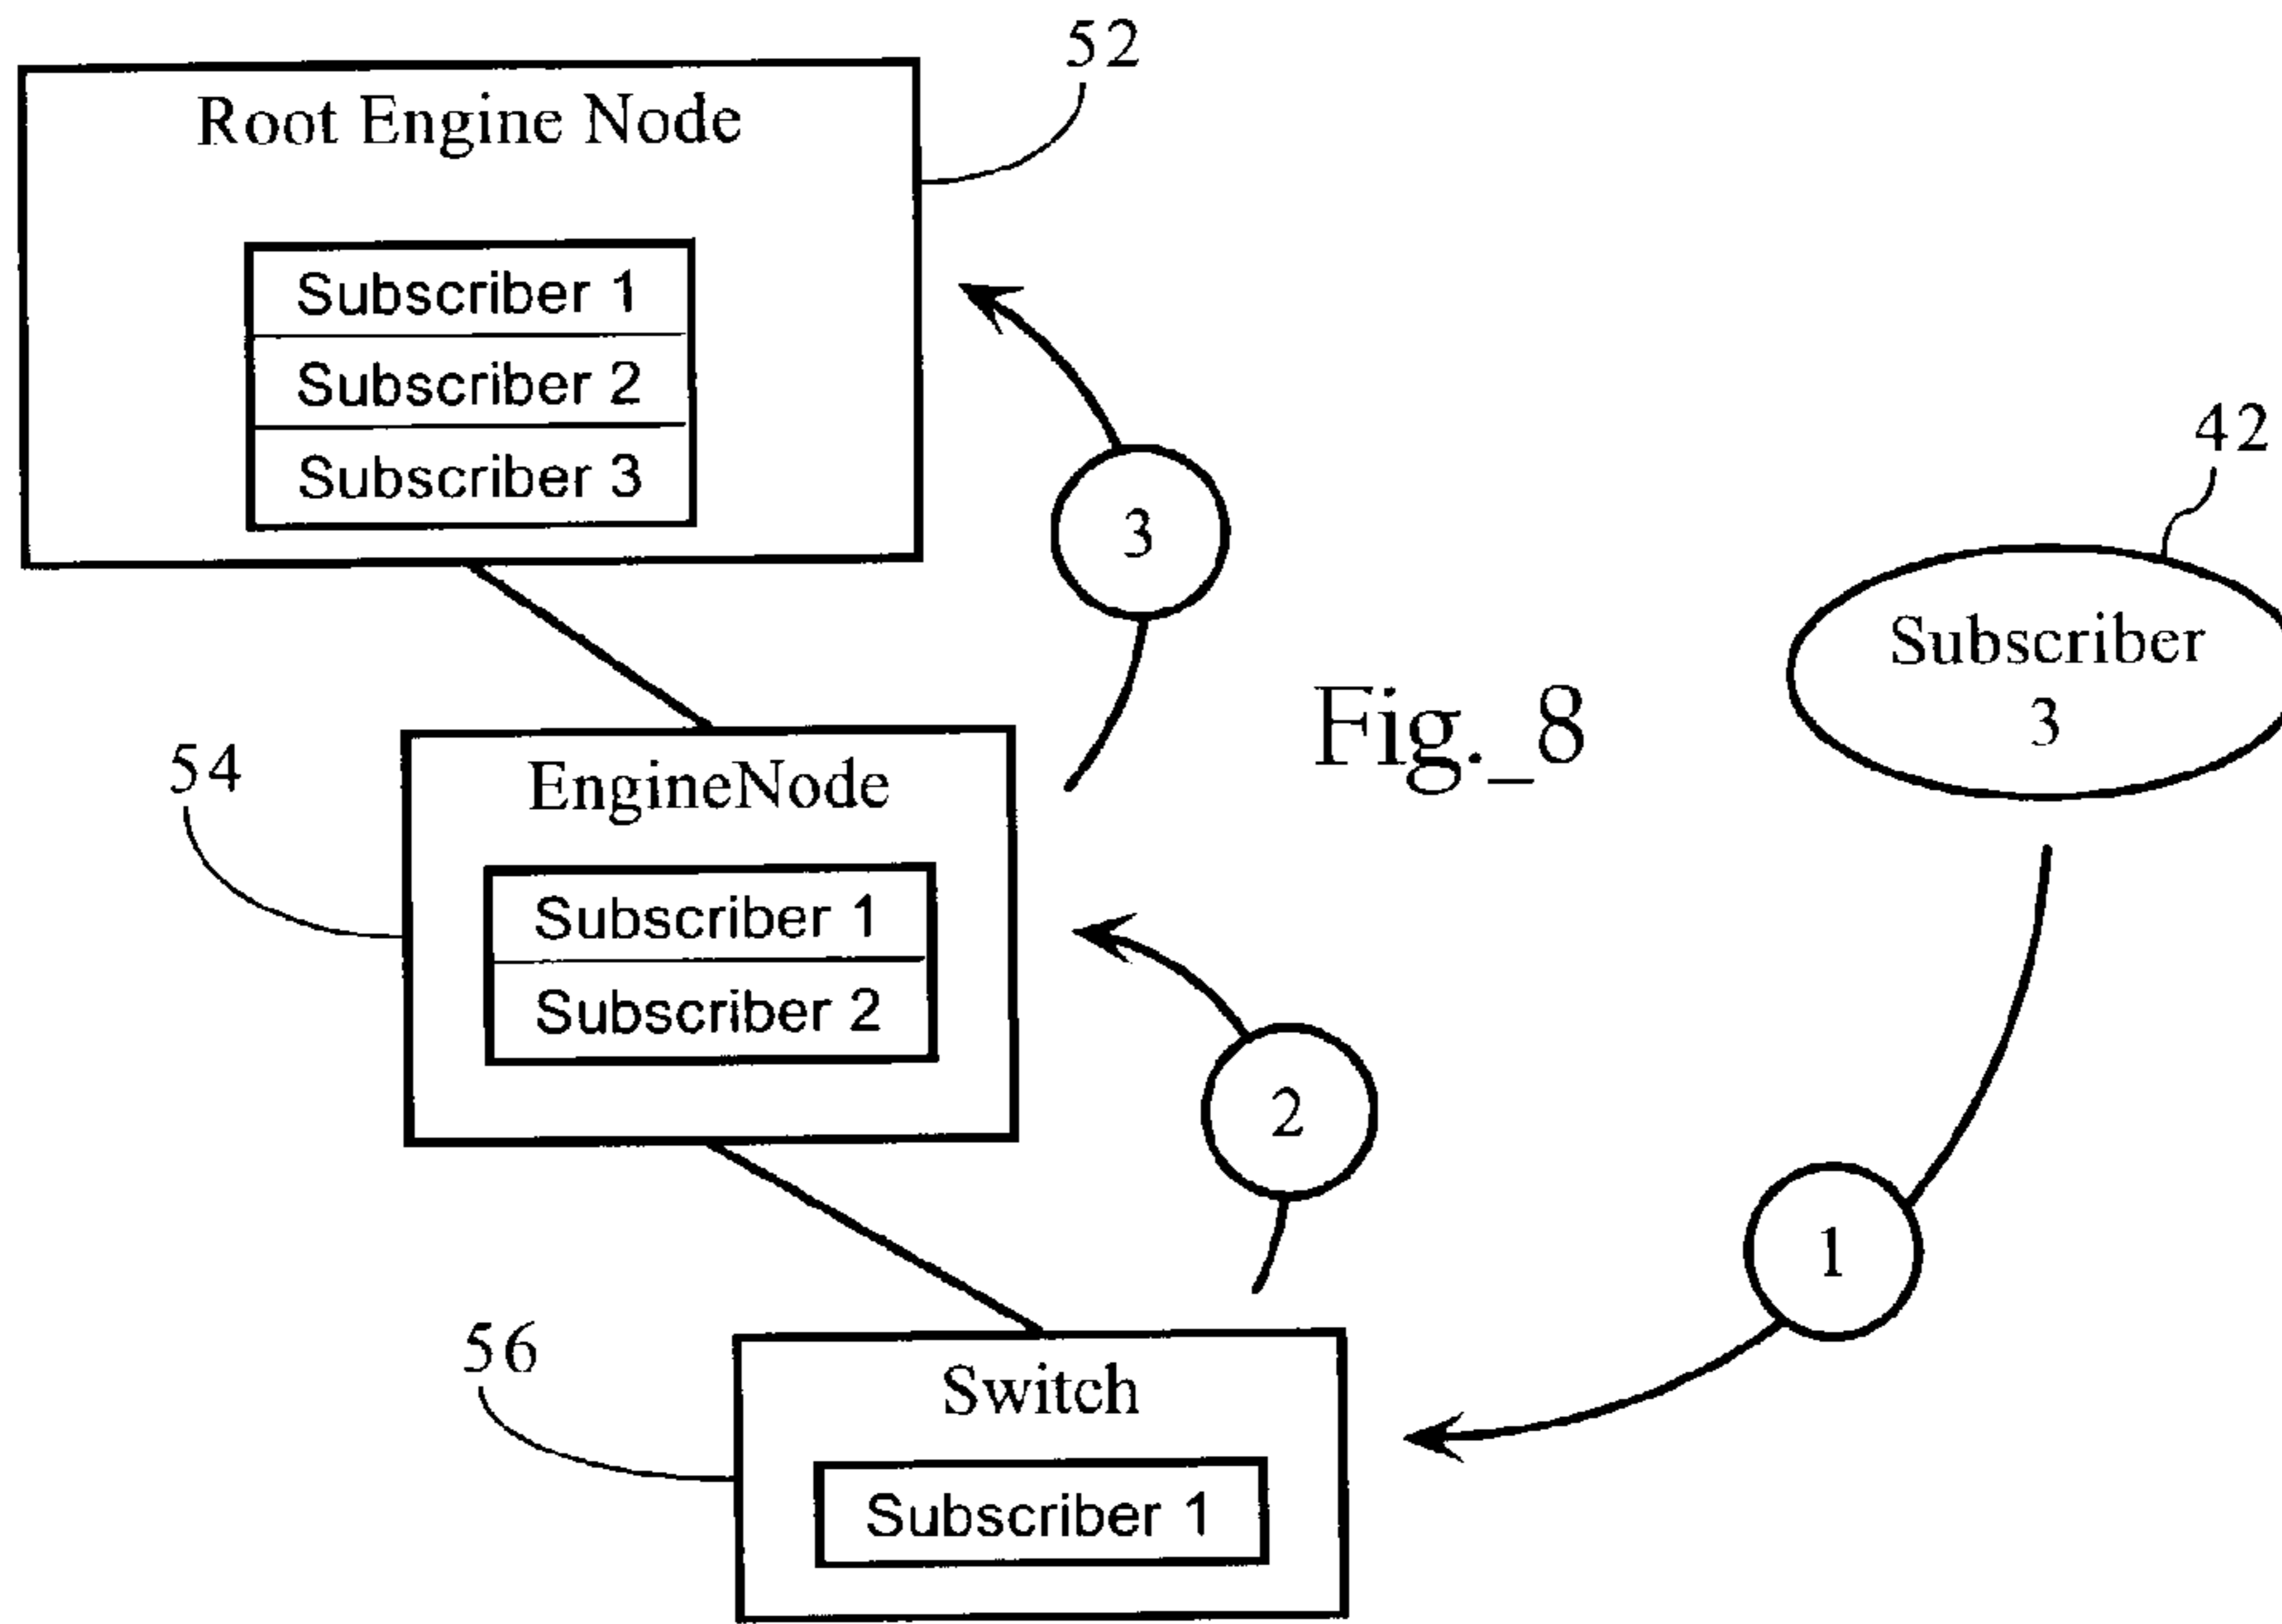 52
Root Engine Node
Subscriber 1
Subscriber 2
Subscriber 3
3
42
Subscriber
3
Fig._8
54
EngineNode
Subscriber 1
Subscriber 2
2
1
56
Switch
Subscriber 1